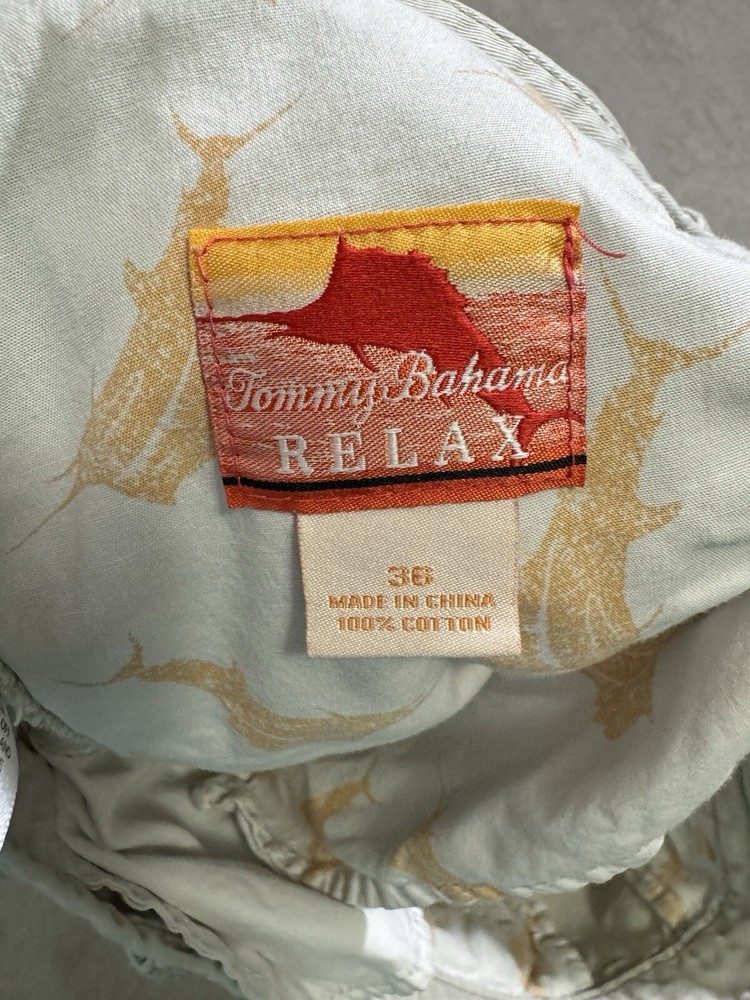 Tommy Bahama
RELAX
36
MADE IN CHINA
100% COTTON